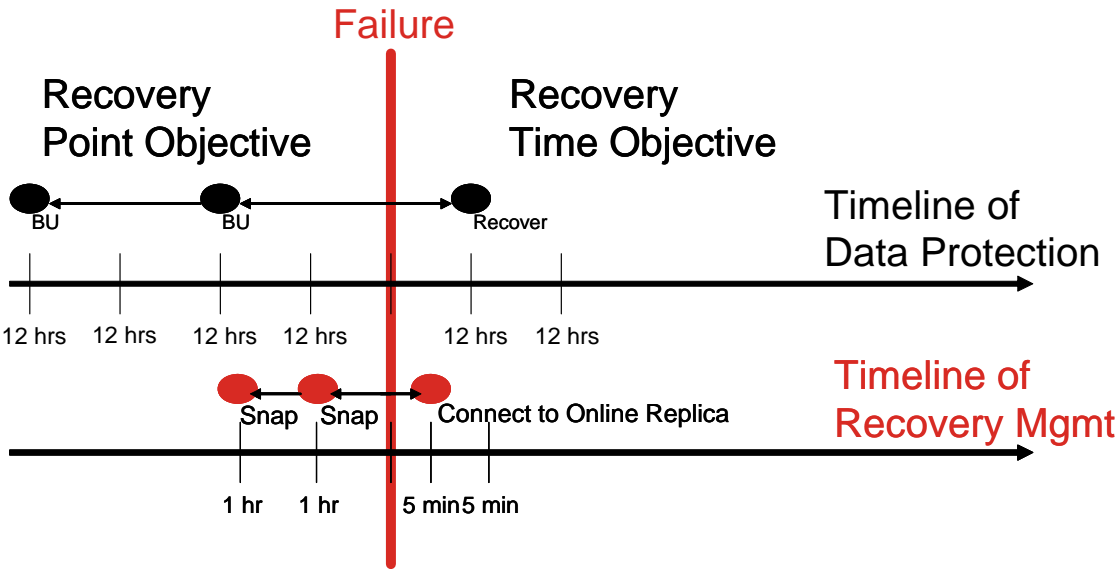 Failure
Recovery
Point Objective
Recovery
Time Objective
BU
BU
Recover
Timeline of
Data Protection
12 hrs
12 hrs
12 hrs
12 hrs
12 hrs
12 hrs
Snap
Snap
Connect to Online Replica
Timeline of
Recovery Mgmt
1 hr
1 hr
5 min
5 min